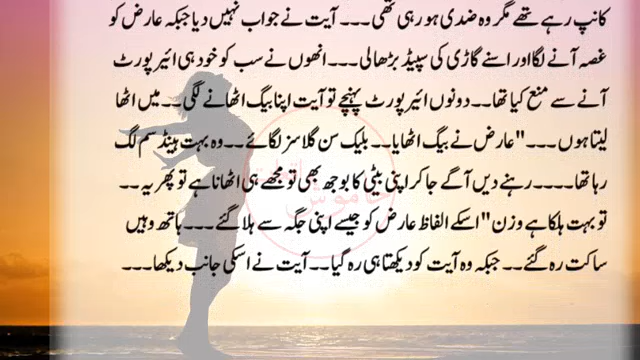 کانپ رہے تھے مگر وہ ضدی ہو رہی تھی ۔۔۔ آیت نے جواب نہیں دیا جبکہ عارض کو
غصہ آنے لگا اور اسنے گاڑی کی سپیڈ بڑھا لی ۔۔۔ انھوں نے سب کو خود ہی ائیر پورٹ
آنے سے منع کیا تھا ۔۔ دونوں ائیر پورٹ پہنچے تو آیت اپنا بیگ اٹھانے لگی ۔۔ میں اٹھا
لیتا ہوں ۔۔۔ "عارض نے بیگ اٹھایا ۔۔ بلیک سن گلاسز لگائے ۔۔ وہ بہت ہینڈسم لگ
رہا تھا ۔۔۔۔ رہنے دیں آگے جا کر اپنی بیٹی کا بوجھ بھی تو مجھے ہی اٹھانا ہے تو پھر یہ ۔۔
تو بہت ہلکا ہے وزن" اسکے الفاظ عارض کو جیسے اپنی جگہ سے ہلا گئے ۔۔۔ ہاتھ وہیں
ساکت رہ گئے ۔۔ جبکہ وہ آیت کو دیکھتا ہی رہ گیا ۔۔ آیت نے اسکی جانب دیکھا ۔۔۔
خاموش